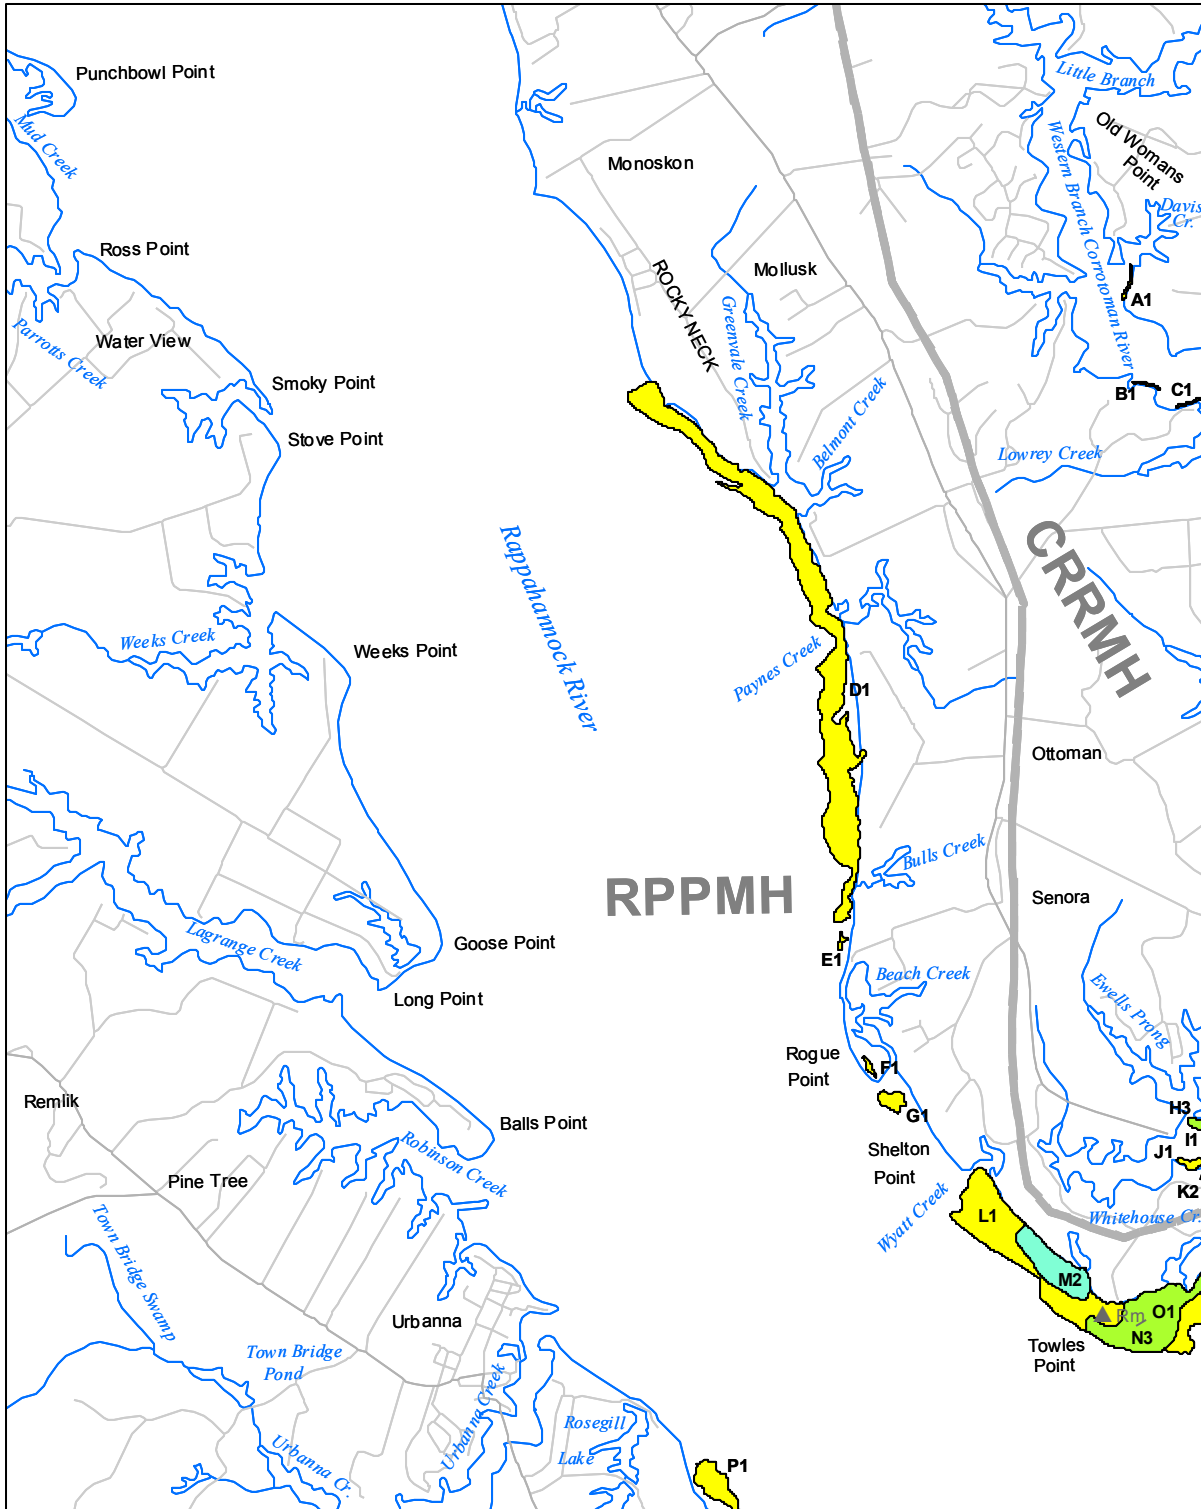 Punchbowl Point
Little Branch
Mud Creek
Old Womans
Point
Western Branch Corrotoman River
Monoskon
Davis
Cr.
Ross Point
Mollusk
ROCKY NECK
A1
Greenvale Creek
Parrotts Creek
Water View
Smoky Point
B1
C1
Stove Point
Belmont Creek
Lowrey Creek
Rappahannock River
CRRMH
Weeks Creek
Weeks Point
Paynes Creek
D1
Ottoman
Bulls Creek
RPPMH
Senora
Lagrange Creek
Goose Point
E1
Beach Creek
Ewells Prong
Long Point
Rogue
Point
F1
Remlik
G1
H3
Balls Point
I1
Robinson Creek
Shelton
Point
J1
Pine Tree
K2
Wyatt Creek
L1
Whitehouse Cr.
Town Bridge Swamp
M2
Urbanna
Rm
O1
N3
Towles
Point
Town Bridge
Pond
Urbanna Creek
Rosegill
Lake
Urbanna Cr.
P1